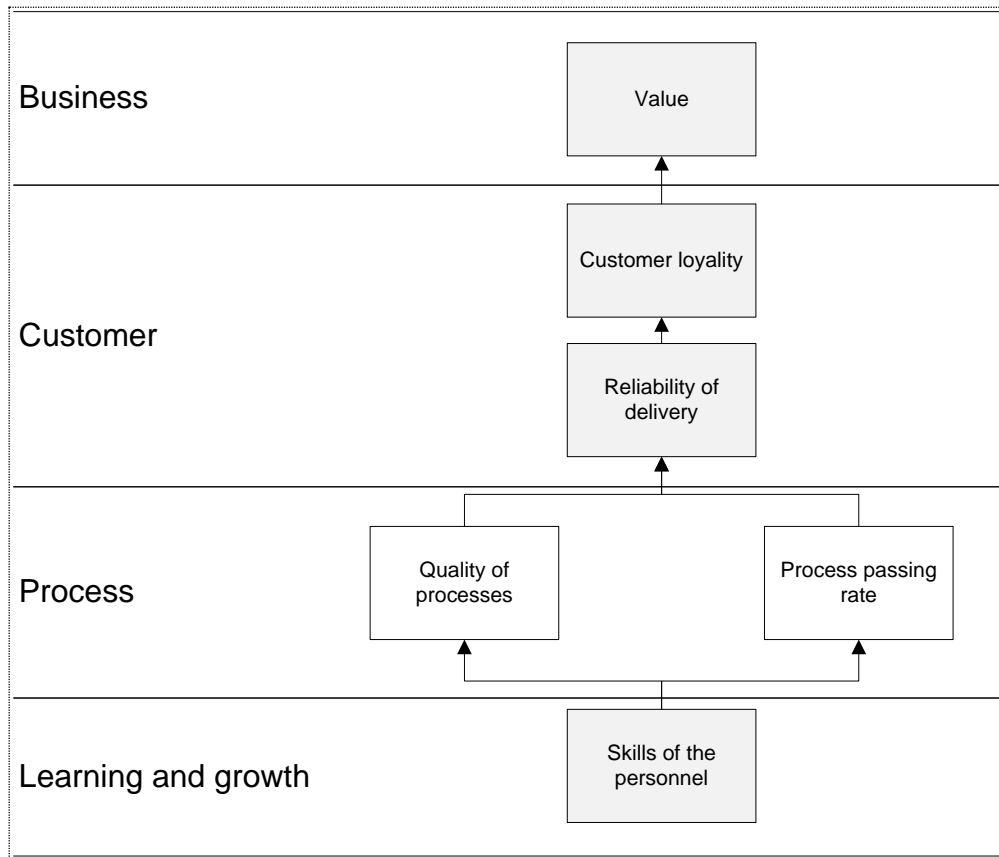 Business
Value
Customer
Customer loyality
Reliability of
delivery
Process
Quality of
processes
Process passing
rate
Learning and growth
Skills of the
personnel